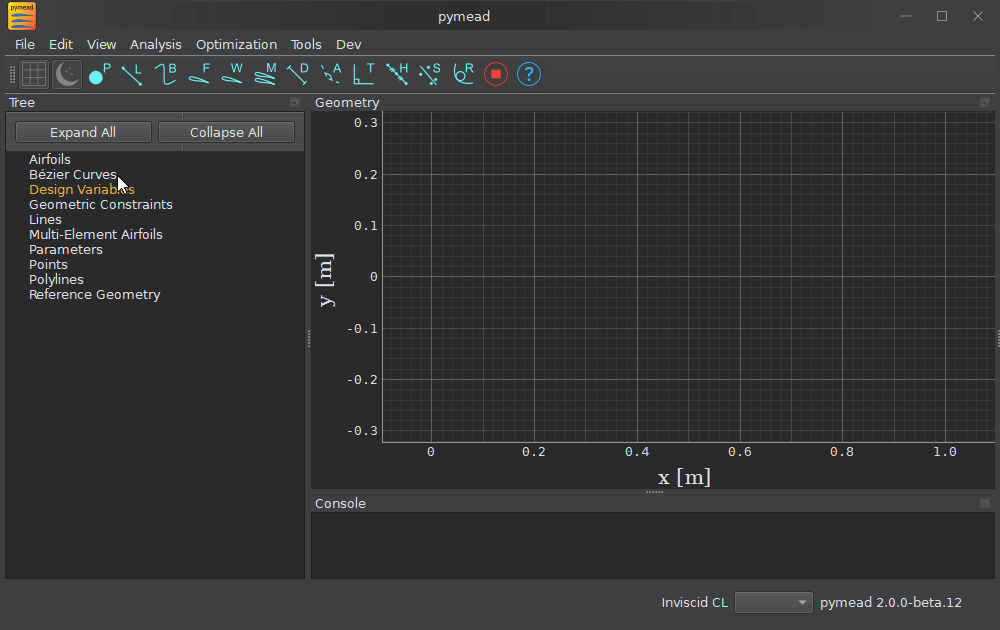 pymead
pymead
File Edit View Analysis Optimization Tools Dev
P L B F W M D A T H S R ?
Tree
Geometry
Expand All Collapse All
Airfoils
Bézier Curves
Design Variables
Geometric Constraints
Lines
Multi-Element Airfoils
Parameters
Points
Polylines
Reference Geometry
0.3
0.2
0.1
0
-0.1
-0.2
-0.3
y [m]
0 0.2 0.4 0.6 0.8 1.0
x [m]
Console
Inviscid CL
pymead 2.0.0-beta.12